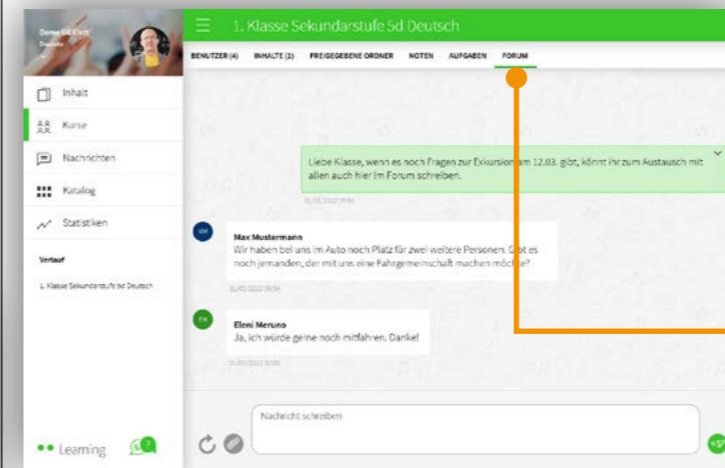 1. Klasse Sekundarstufe 5d Deutsch
BENUTZER (4) INHALTE (2) FREIGEGEBENE ORDNER NOTEN AUFGABEN FORUM
Inhalt
Kurse
Nachrichten
Katalog
Statistiken
Verlauf
1. Klasse Sekundarstufe 5d Deutsch
Learning
Liebe Klasse, wenn es noch Fragen zur Exkursion am 12.03. gibt, könnt ihr zum Austausch mit
allen auch hier im Forum schreiben.
Max Mustermann
Wir haben bei uns im Auto noch Platz für zwei weitere Personen. Gibt es
noch jemanden, der mit uns eine Fahrgemeinschaft machen möchte?
Eleni Meruno
Ja, ich würde gerne noch mitfahren. Danke!
Nachricht schreiben